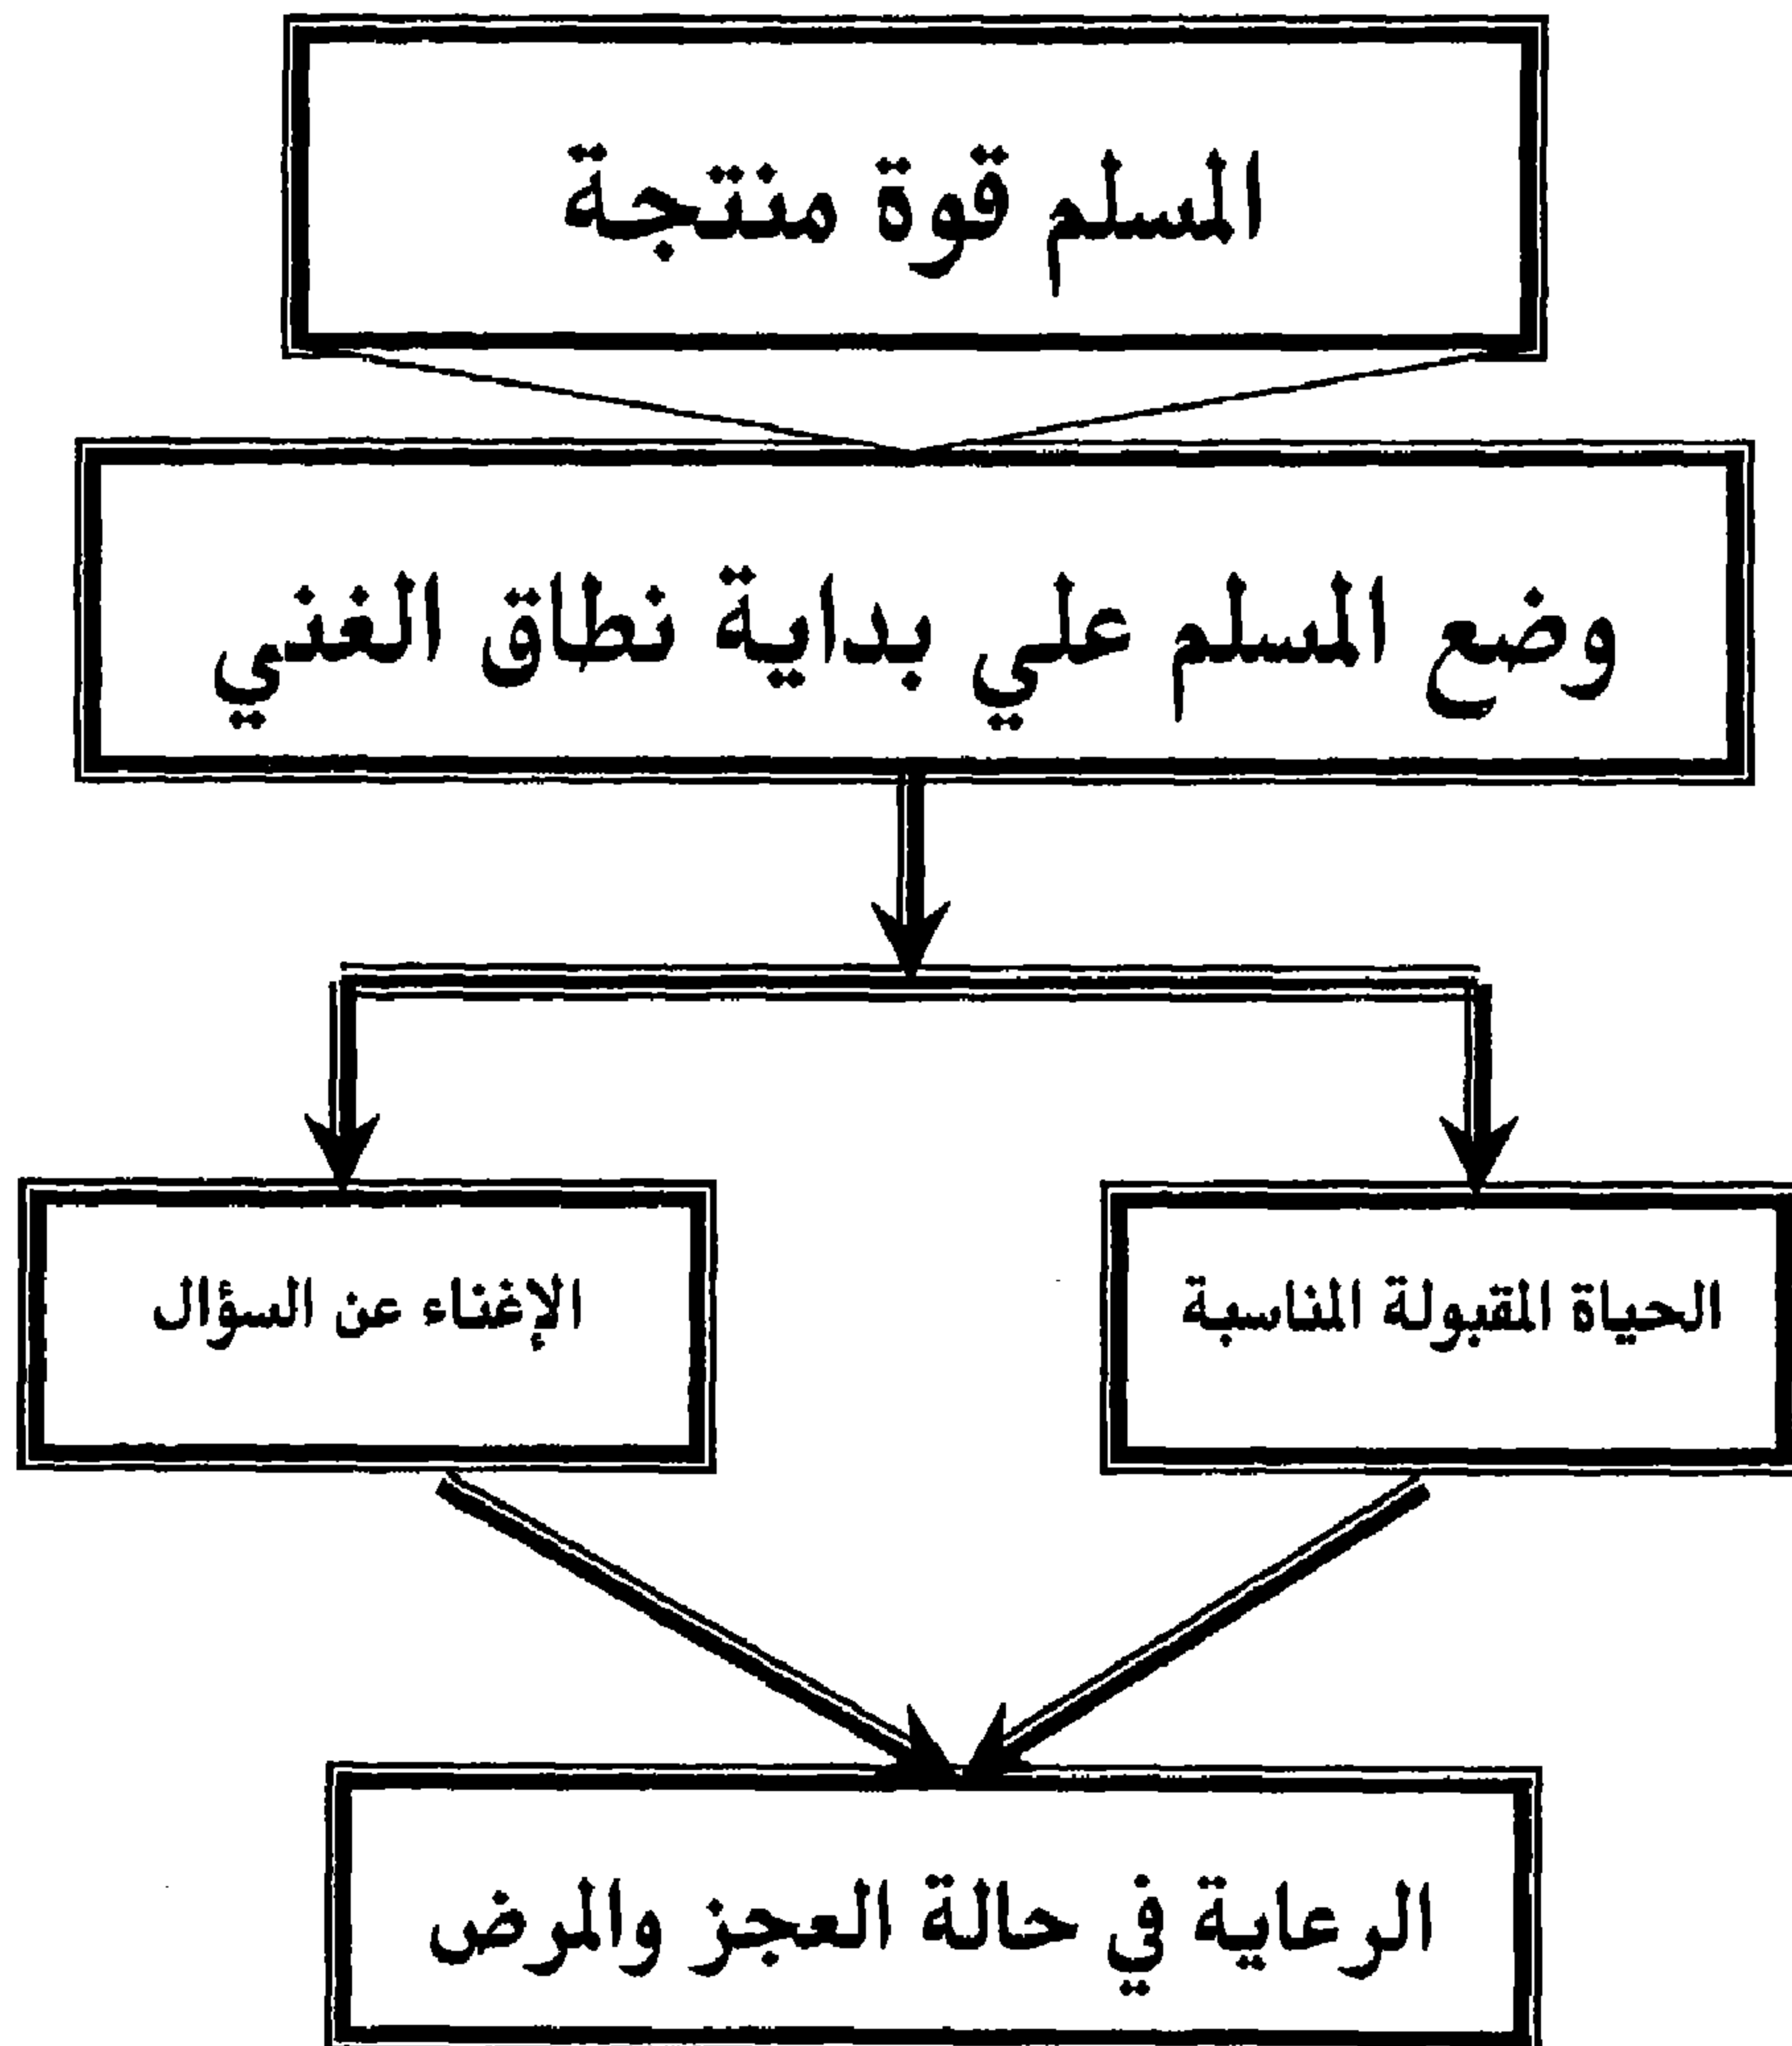 المسلم قوة منتجة
وضع المسلم علي بداية نطاق الغني
الحياة المقبولة المناسبة
الإغناء عن السؤال
الرعاية في حالة العجز والمرض